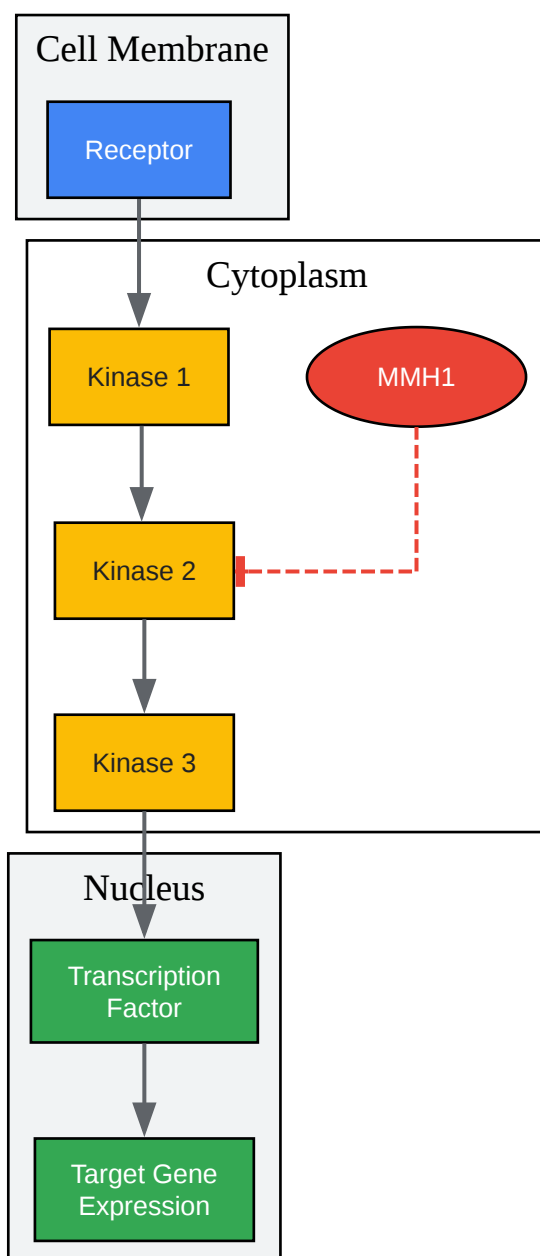 Cell Membrane
Receptor
Cytoplasm
Kinase 1
MMH1
Kinase 2
Kinase 3
Nucleus
Transcription
Factor
Target Gene
Expression